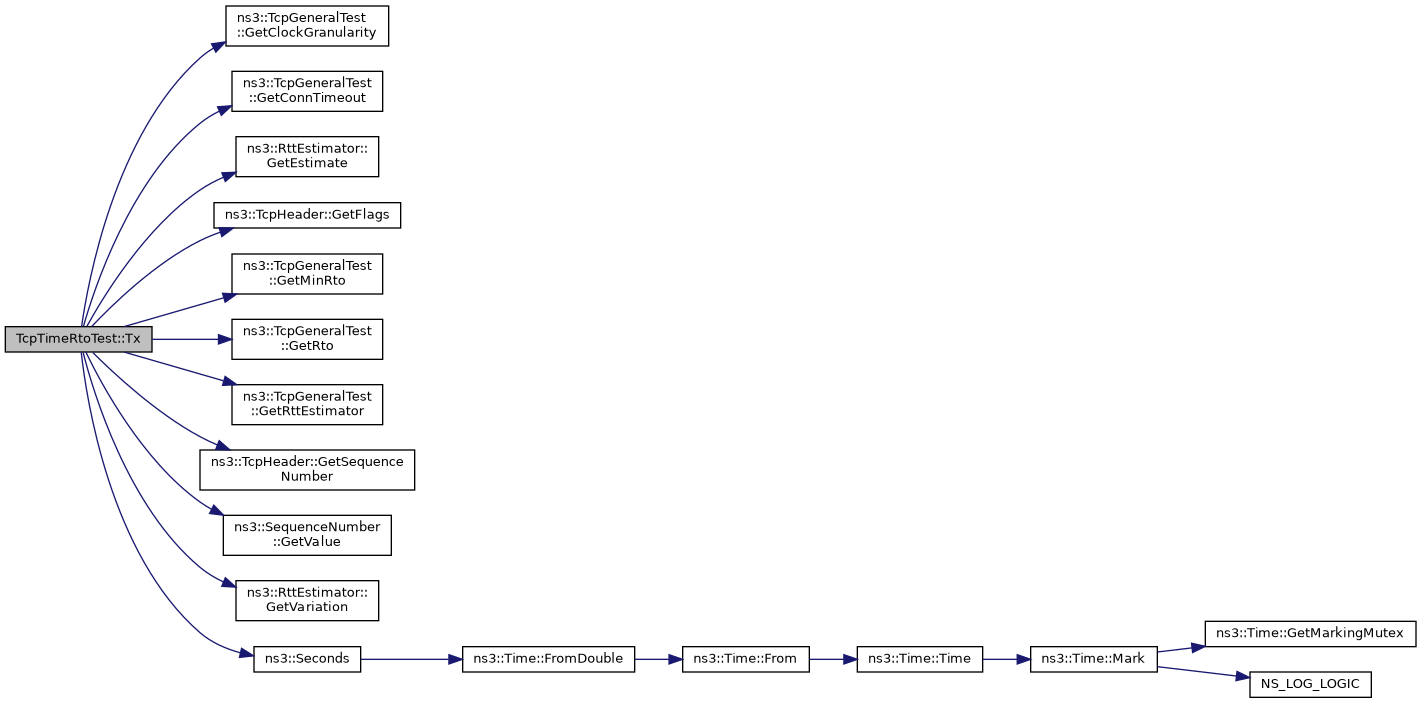 ns3::TcpGeneralTest
::GetClockGranularity
ns3::TcpGeneralTest
::GetConnTimeout
ns3::RttEstimator::
GetEstimate
ns3::TcpHeader::GetFlags
ns3::TcpGeneralTest
::GetMinRto
TcpTimeRtoTest::Tx
ns3::TcpGeneralTest
::GetRto
ns3::TcpGeneralTest
::GetRttEstimator
ns3::TcpHeader::GetSequence
Number
ns3::SequenceNumber
::GetValue
ns3::RttEstimator::
GetVariation
ns3::Seconds
ns3::Time::FromDouble
ns3::Time::From
ns3::Time::Time
ns3::Time::Mark
ns3::Time::GetMarkingMutex
NS_LOG_LOGIC